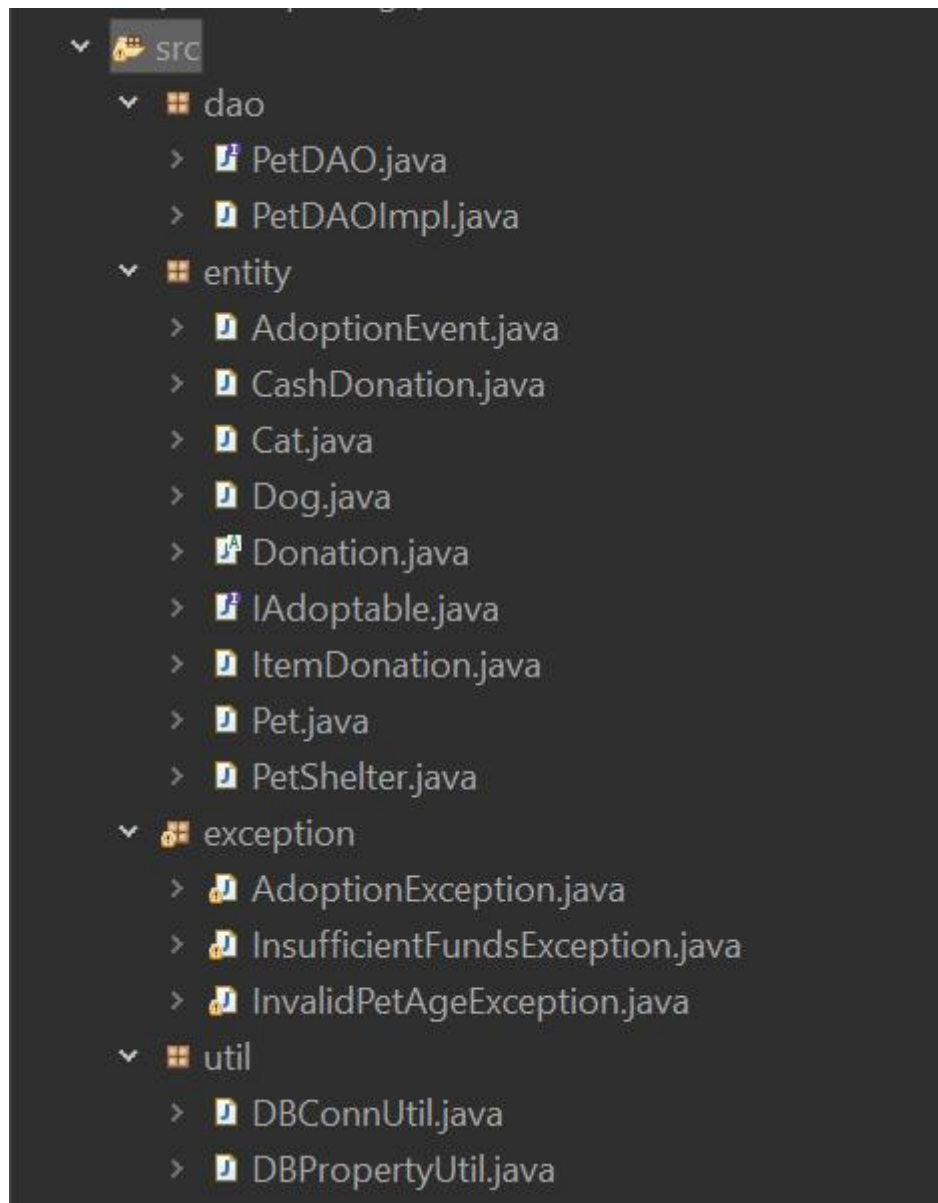 src
dao
PetDAO.java
PetDAOImpl.java
entity
AdoptionEvent.java
CashDonation.java
Cat.java
Dog.java
Donation.java
IAdoptable.java
ItemDonation.java
Pet.java
PetShelter.java
exception
AdoptionException.java
InsufficientFundsException.java
InvalidPetAgeException.java
util
DBConnUtil.java
DBPropertyUtil.java